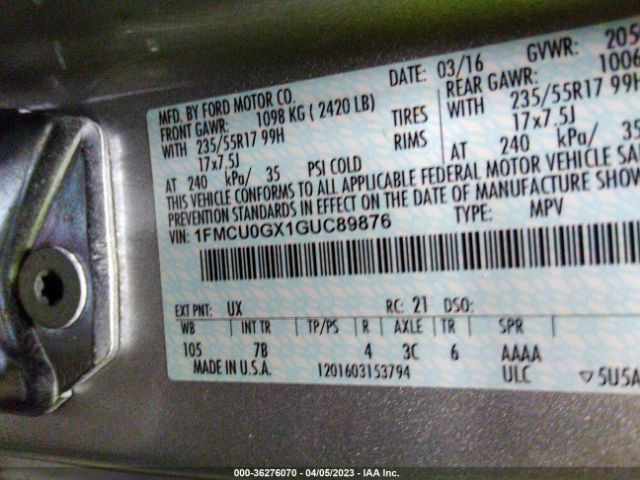 MFD. BY FORD MOTOR CO. DATE: 03/16 GVWR:
FRONT GAWR: 1098 KG ( 2420 LB) REAR GAWR:
WITH 235/55R17 99H TIRES WITH 235/55R17 99H
17x7.5J RIMS 17x7.5J
AT 240 kPa/ 35 PSI COLD AT 240 kPa/ 35
THIS VEHICLE CONFORMS TO ALL APPLICABLE FEDERAL MOTOR VEHICLE
PREVENTION STANDARDS IN EFFECT ON THE DATE OF MANUFACTURE SHOW
VIN: 1FMCU0GX1GUC89876 TYPE: MPV
EXT PNT: UX RC: 21 DSO:
WB INT TR TP/PS R AXLE TR SPR
105 7B 4 3C 6 AAAA
MADE IN U.S.A. 1201603153794 ULC ▽5U5A
000-36276070 - 04/05/2023 - IAA Inc.